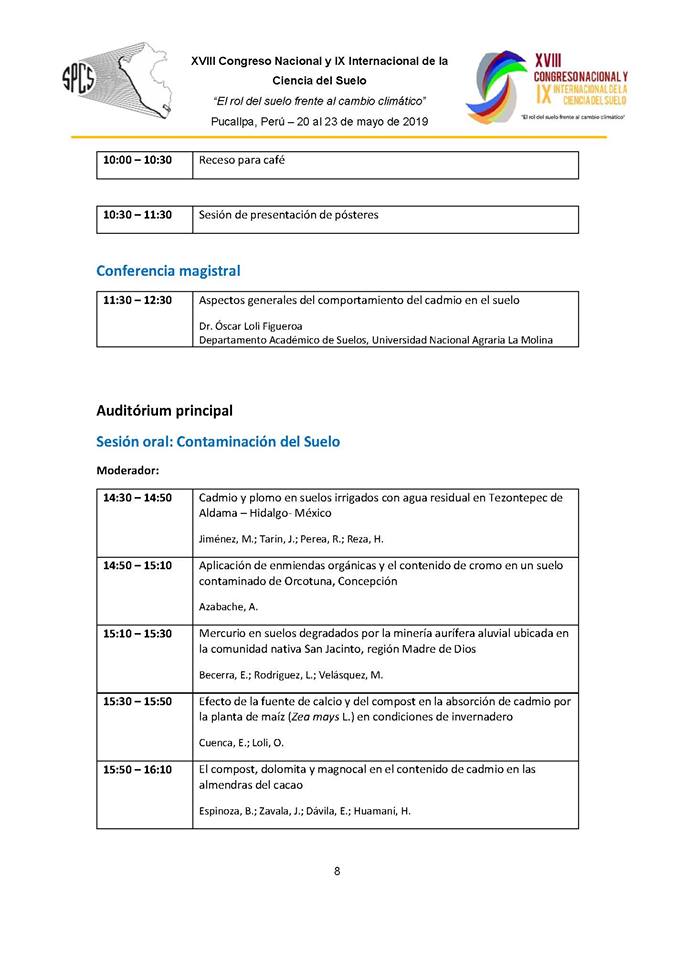 SPCS
XVIII Congreso Nacional y IX Internacional de la
Ciencia del Suelo
“El rol del suelo frente al cambio climático”
Pucallpa, Perú – 20 al 23 de mayo de 2019
XVIII
CONGRESO NACIONAL Y
IX INTERNACIONAL DE LA
CIENCIA DEL SUELO
"El rol del suelo frente al cambio climático"
10:00 – 10:30 Receso para café
10:30 – 11:30 Sesión de presentación de pósteres
Conferencia magistral
11:30 – 12:30 Aspectos generales del comportamiento del cadmio en el suelo
Dr. Óscar Loli Figueroa
Departamento Académico de Suelos, Universidad Nacional Agraria La Molina
Auditórium principal
Sesión oral: Contaminación del Suelo
Moderador:
14:30 – 14:50 Cadmio y plomo en suelos irrigados con agua residual en Tezontepec de
Aldama – Hidalgo- México
Jiménez, M.; Tarín, J.; Perea, R.; Reza, H.
14:50 – 15:10 Aplicación de enmiendas orgánicas y el contenido de cromo en un suelo
contaminado de Orcotuna, Concepción
Azabache, A.
15:10 – 15:30 Mercurio en suelos degradados por la minería aurífera aluvial ubicada en
la comunidad nativa San Jacinto, región Madre de Dios
Becerra, E.; Rodríguez, L.; Velásquez, M.
15:30 – 15:50 Efecto de la fuente de calcio y del compost en la absorción de cadmio por
la planta de maíz (Zea mays L.) en condiciones de invernadero
Cuenca, E.; Loli, O.
15:50 – 16:10 El compost, dolomita y magnocal en el contenido de cadmio en las
almendras del cacao
Espinoza, B.; Zavala, J.; Dávila, E.; Huamaní, H.
8